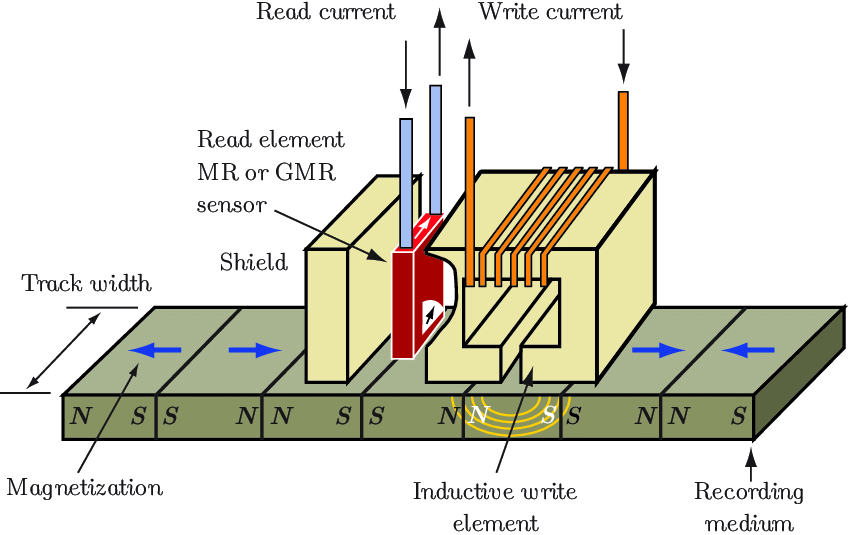 Read current
Write current
Read element
MR or GMR
sensor
Shield
Track width
N S S N N S S N N S S N N S
Magnetization
Inductive write
element
Recording
medium